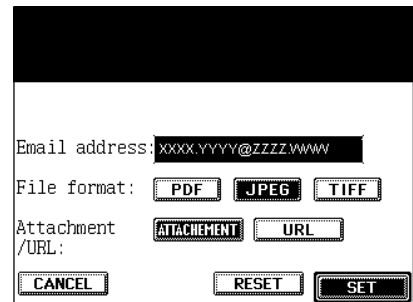 Email address: XXXX.YYYY@ZZZZ.WWW
File format: PDF JPEG TIFF
Attachment ATTACHEMENT URL
/URL:
CANCEL RESET SET